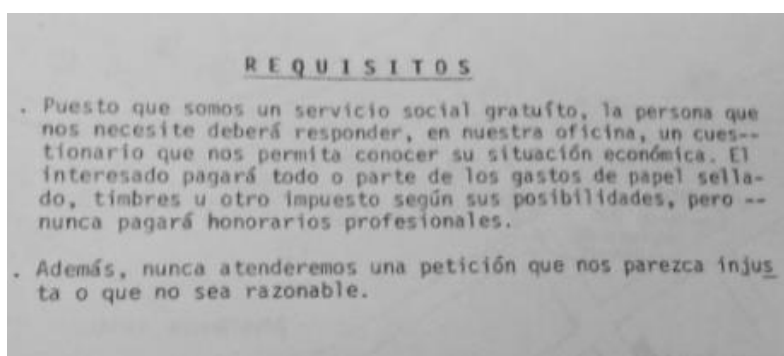 R E Q U I S I T O S
. Puesto que somos un servicio social gratuíto, la persona que
nos necesite deberá responder, en nuestra oficina, un cues--
tionario que nos permita conocer su situación económica. El
interesado pagará todo o parte de los gastos de papel sella-
do, timbres u otro impuesto según sus posibilidades, pero --
nunca pagará honorarios profesionales.
. Además, nunca atenderemos una petición que nos parezca injus
ta o que no sea razonable.